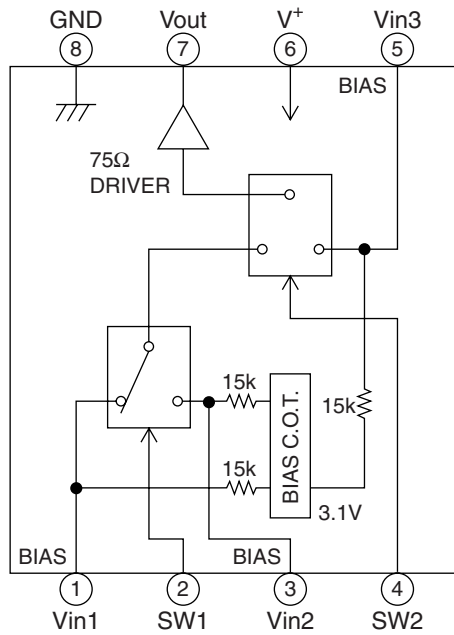 GND Vout V⁺ Vin3
8 7 6 5
BIAS
75Ω
DRIVER
15k
15k
BIAS C.O.T.
15k
3.1V
BIAS BIAS
1 2 3 4
Vin1 SW1 Vin2 SW2